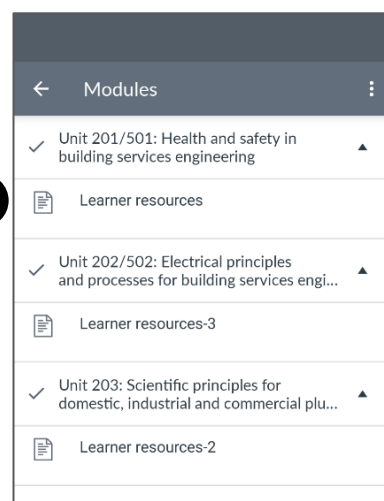 Modules
Unit 201/501: Health and safety in
building services engineering
Learner resources
Unit 202/502: Electrical principles
and processes for building services engi...
Learner resources-3
Unit 203: Scientific principles for
domestic, industrial and commercial plu...
Learner resources-2